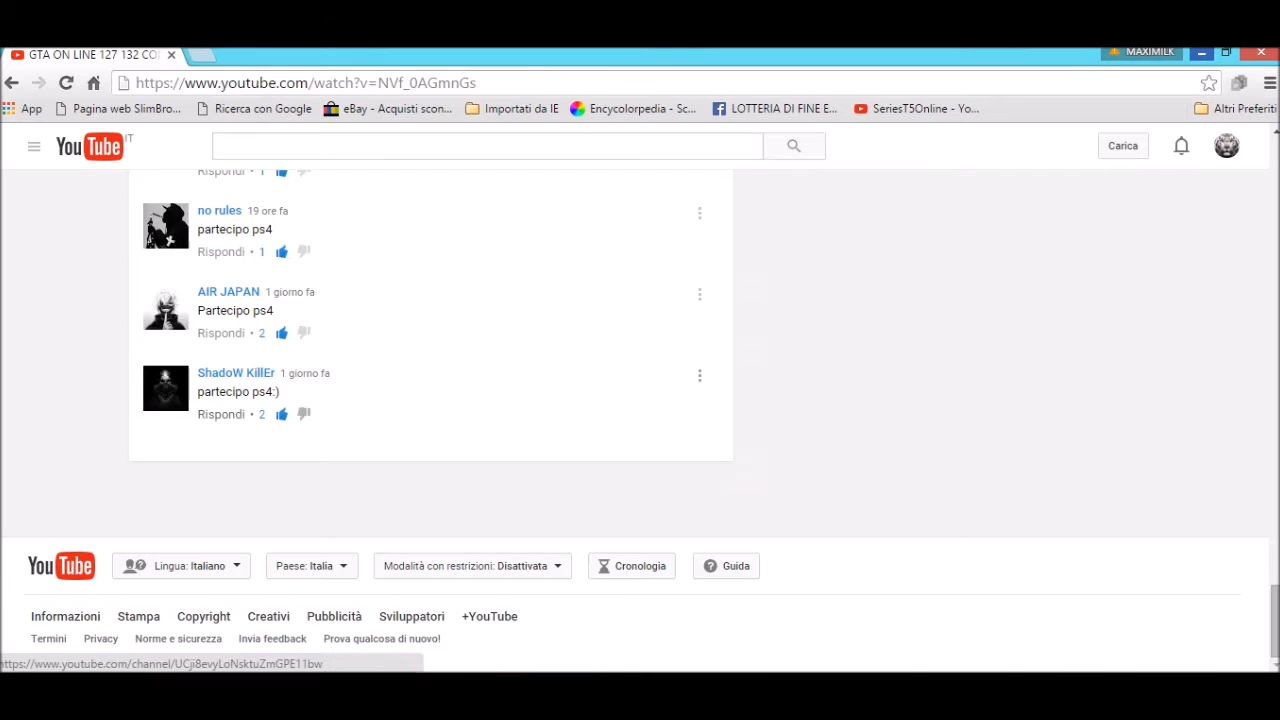 GTA ON LINE 127 132 CO
MAXIMILK
https://www.youtube.com/watch?v=NVf_0AGmnGs
App Pagina web SlimBro... Ricerca con Google eBay - Acquisti scon... Importati da IE Encycolorpedia - Sc... LOTTERIA DI FINE E... SeriesT5Online - Yo... Altri Preferiti
YouTube IT Carica
Rispondi • 1
no rules 19 ore fa
partecipo ps4
Rispondi • 1
AIR JAPAN 1 giorno fa
Partecipo ps4
Rispondi • 2
ShadoW KillEr 1 giorno fa
partecipo ps4:)
Rispondi • 2
YouTube Lingua: Italiano Paese: Italia Modalità con restrizioni: Disattivata Cronologia Guida
Informazioni Stampa Copyright Creativi Pubblicità Sviluppatori +YouTube
Termini Privacy Norme e sicurezza Invia feedback Prova qualcosa di nuovo!
https://www.youtube.com/channel/UCji8evyLoNsktuZmGPE11bw